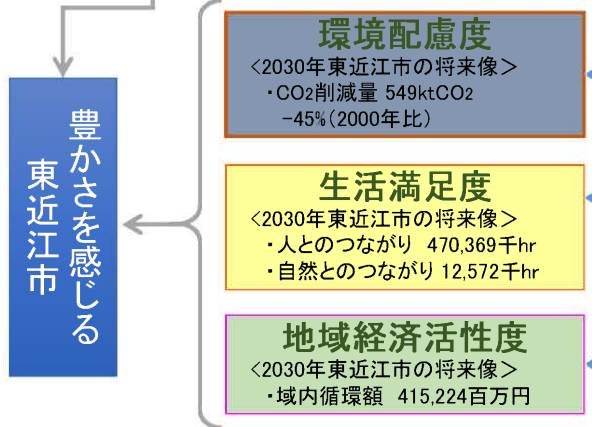 豊かさを感じる
東近江市
環境配慮度
<2030年東近江市の将来像>
・CO2削減量 549ktCO2
-45%(2000年比)
生活満足度
<2030年東近江市の将来像>
・人とのつながり 470,369千hr
・自然とのつながり 12,572千hr
地域経済活性度
<2030年東近江市の将来像>
・域内循環額 415,224百万円